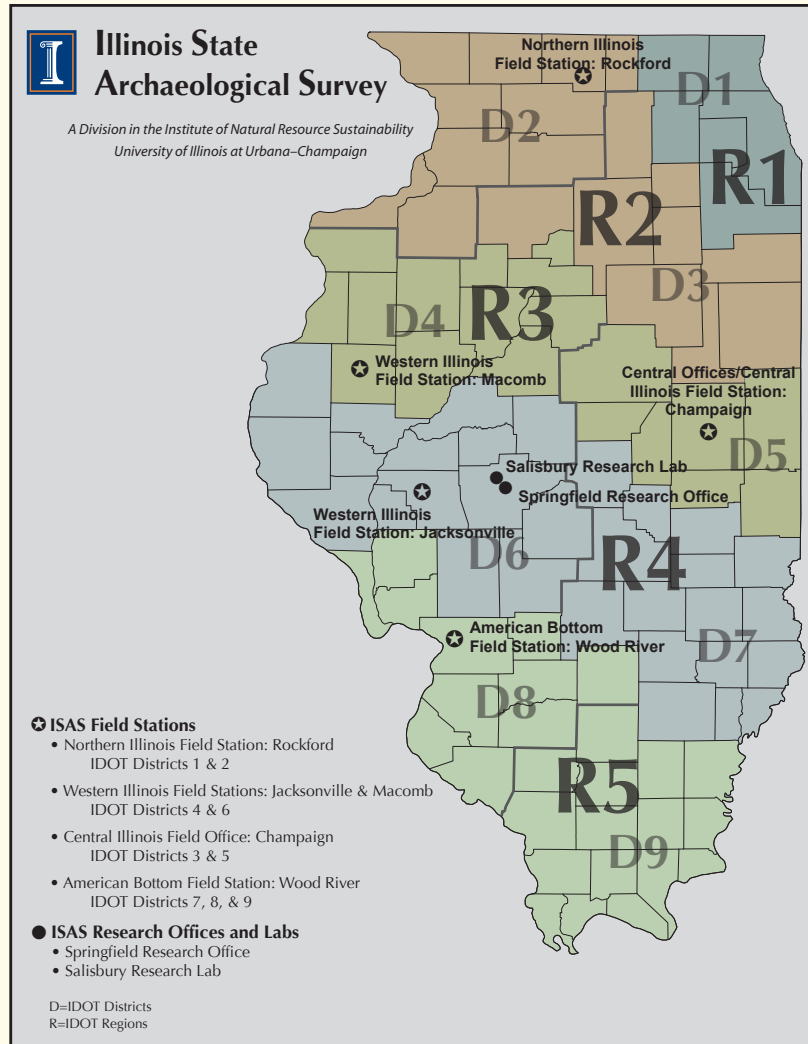 Illinois State
Archaeological Survey
A Division in the Institute of Natural Resource Sustainability
University of Illinois at Urbana–Champaign
Northern Illinois
Field Station: Rockford
D1
D2
R1
R2
D3
R3
D4
Western Illinois
Field Station: Macomb
Central Offices/Central
Illinois Field Station:
Champaign
D5
Salisbury Research Lab
Springfield Research Office
Western Illinois
Field Station: Jacksonville
D6
R4
American Bottom
Field Station: Wood River
D7
D8
R5
D9
ISAS Field Stations
• Northern Illinois Field Station: Rockford
IDOT Districts 1 & 2
• Western Illinois Field Stations: Jacksonville & Macomb
IDOT Districts 4 & 6
• Central Illinois Field Office: Champaign
IDOT Districts 3 & 5
• American Bottom Field Station: Wood River
IDOT Districts 7, 8, & 9
ISAS Research Offices and Labs
• Springfield Research Office
• Salisbury Research Lab
D=IDOT Districts
R=IDOT Regions